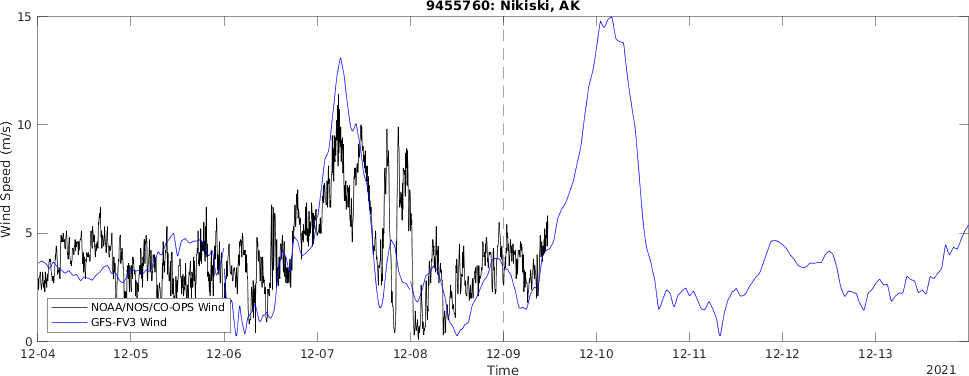 9455760: Nikiski, AK
Wind Speed (m/s)
15
10
5
0
NOAA/NOS/CO-OPS Wind
GFS-FV3 Wind
12-04 12-05 12-06 12-07 12-08 12-09 12-10 12-11 12-12 12-13
Time
2021